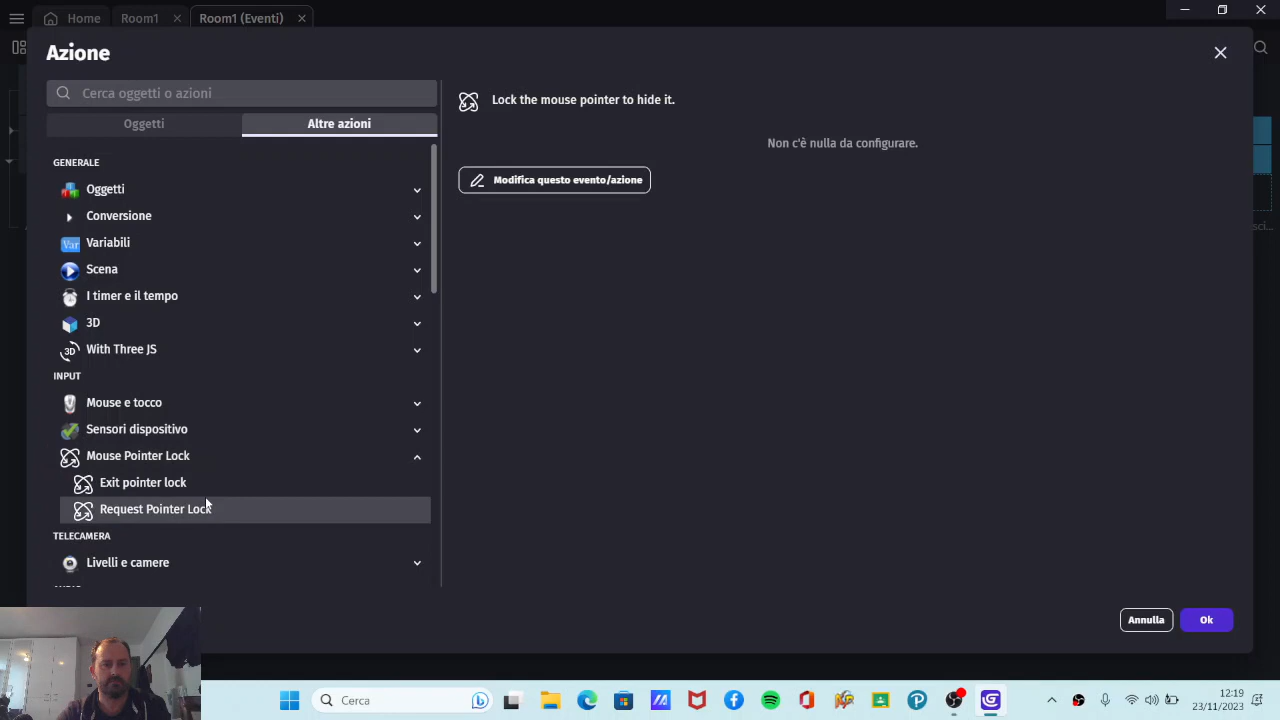 Home
Room1
Room1 (Eventi)
Azione
Cerca oggetti o azioni
Oggetti
Altre azioni
GENERALE
Oggetti
Conversione
Variabili
Scena
I timer e il tempo
3D
With Three JS
INPUT
Mouse e tocco
Sensori dispositivo
Mouse Pointer Lock
Exit pointer lock
Request Pointer Lock
TELECAMERA
Livelli e camere
Lock the mouse pointer to hide it.
Non c'è nulla da configurare.
Modifica questo evento/azione
Annulla
Ok
Cerca
12:19
23/11/2023